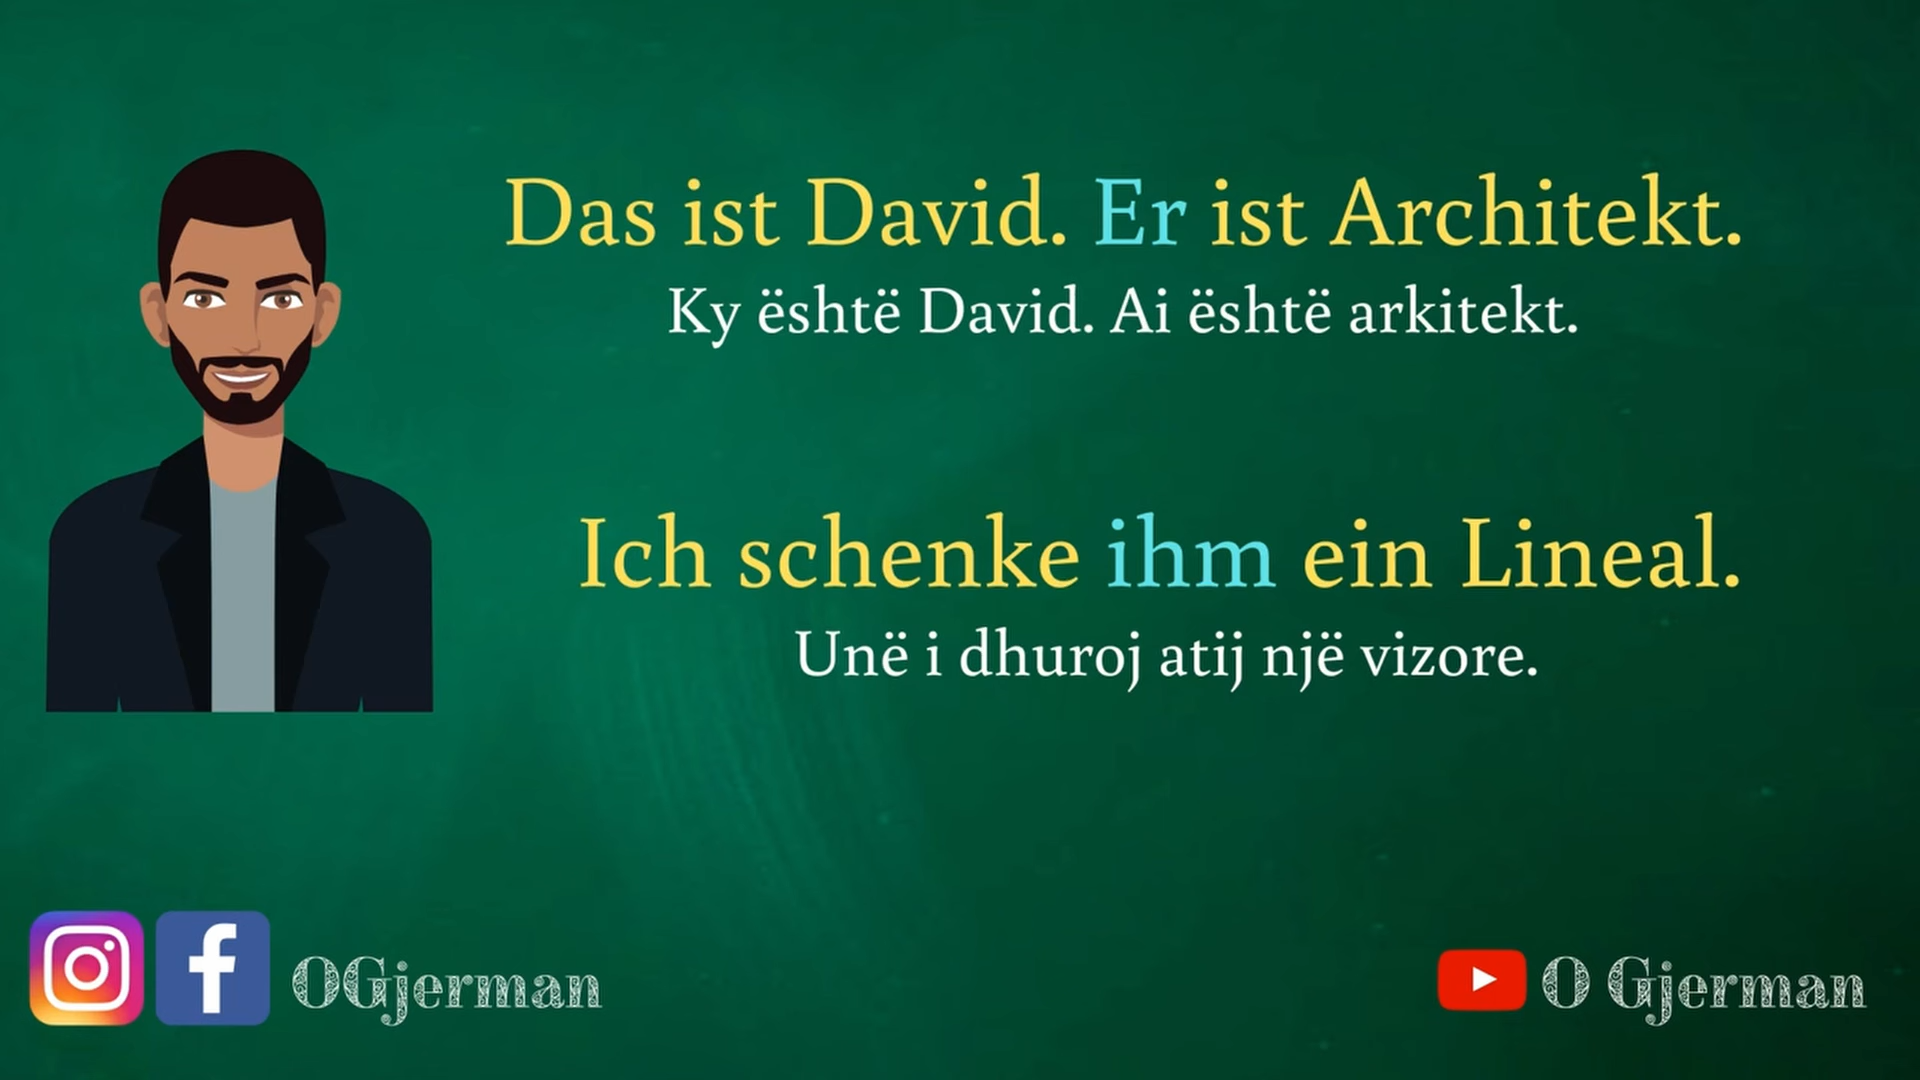 Das ist David. Er ist Architekt.
Ky është David. Ai është arkitekt.
Ich schenke ihm ein Lineal.
Unë i dhuroj atij një vizore.
OGjerman
O Gjerman